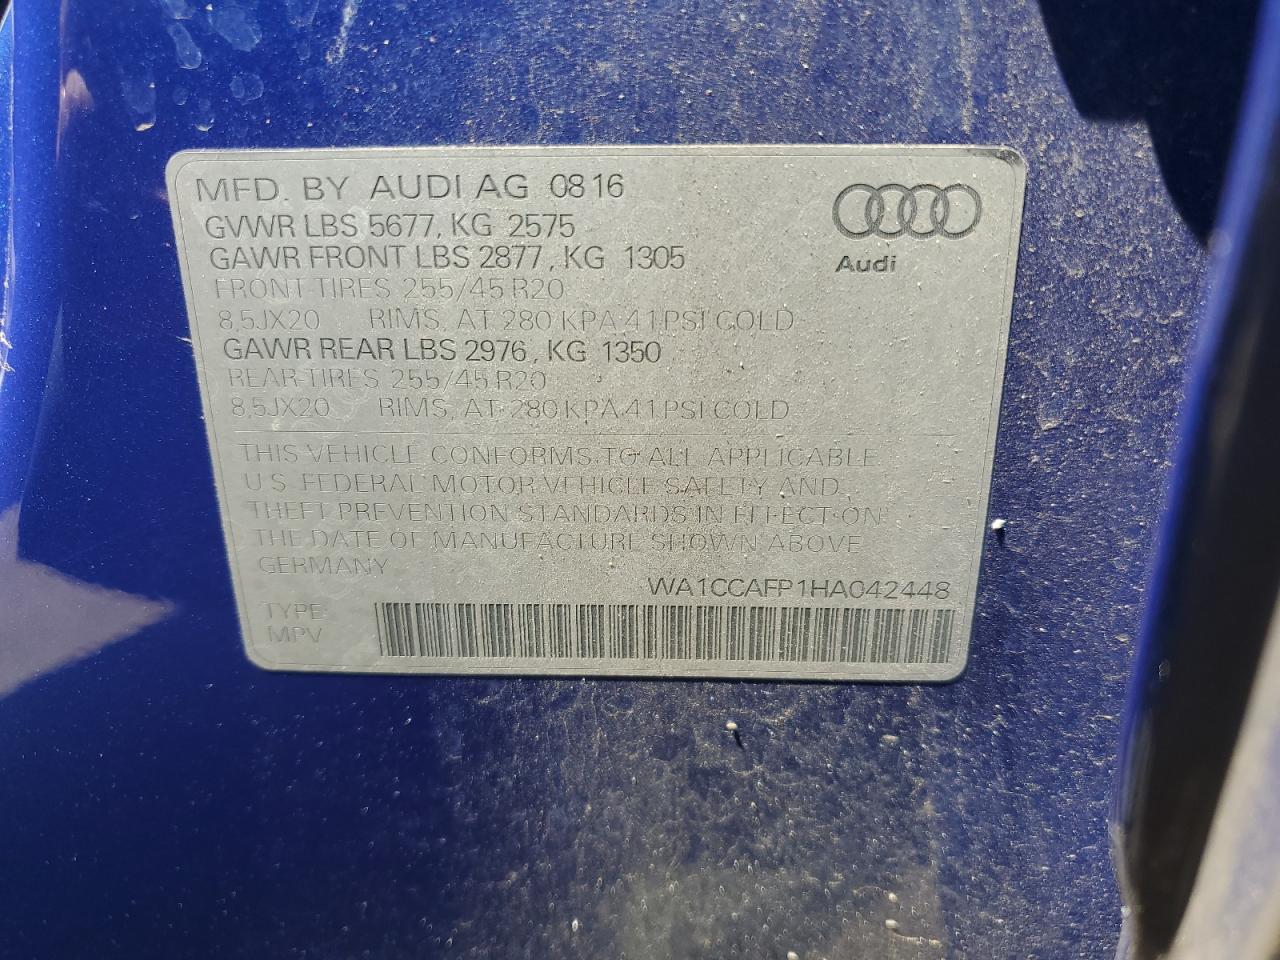 MFD. BY AUDI AG 0816
GVWR LBS 5677, KG 2575
GAWR FRONT LBS 2877, KG 1305
FRONT-TIRES 255/45 R20
8,5JX20 RIMS, AT 280 KPA 41 PSI COLD
GAWR REAR LBS 2976, KG 1350
REAR-TIRES 255/45 R20
8,5JX20 RIMS, AT 280 KPA 41 PSI COLD
Audi
THIS VEHICLE CONFORMS TO ALL APPLICABLE
U.S. FEDERAL MOTOR VEHICLE SAFETY AND
THEFT PREVENTION STANDARDS IN EFFECT ON
THE DATE OF MANUFACTURE SHOWN ABOVE
GERMANY
WA1CCAFP1HA042448
TYPE:
MPV